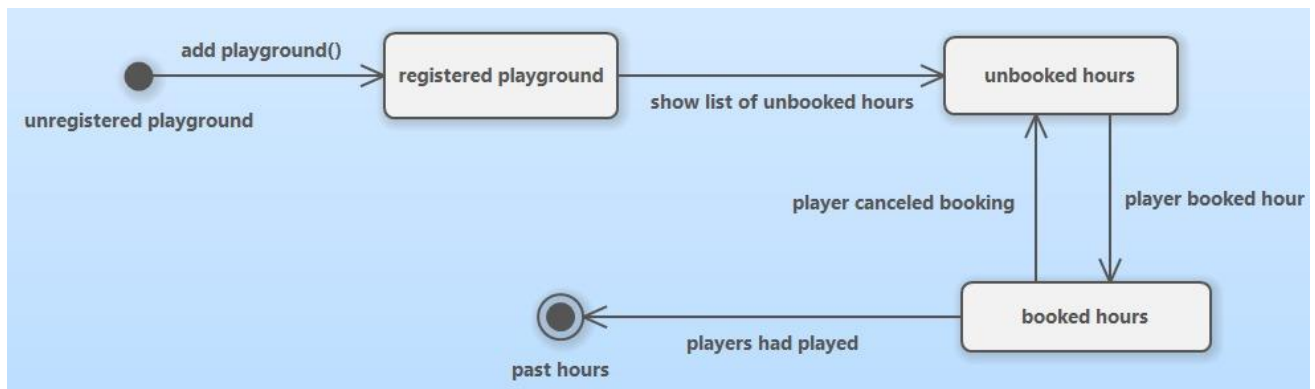 add playground()
registered playground
unbooked hours
show list of unbooked hours
unregistered playground
player canceled booking
player booked hour
booked hours
players had played
past hours